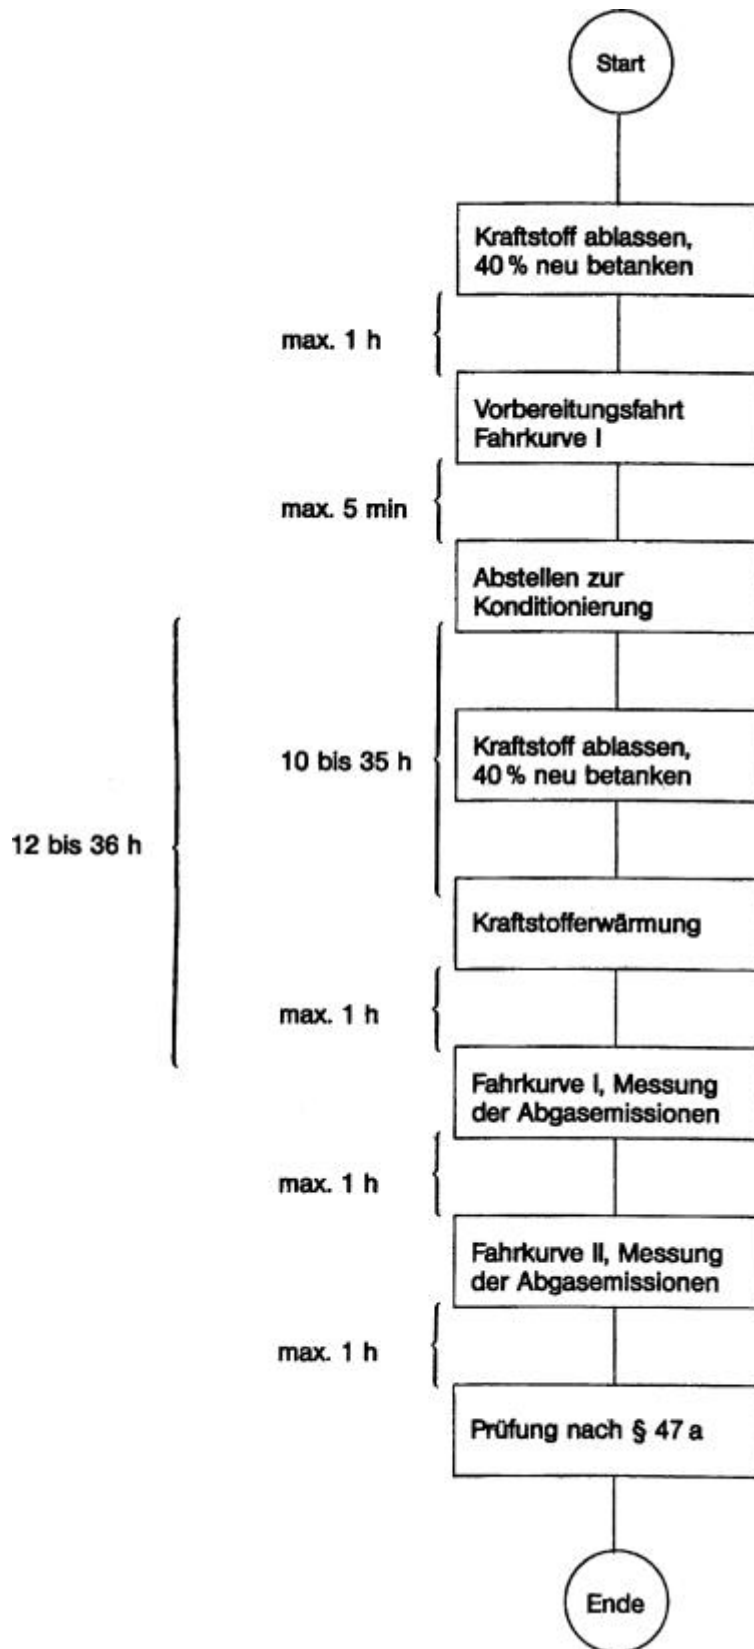 Start
Kraftstoff ablassen,
40 % neu betanken
max. 1 h
Vorbereitungsfahrt
Fahrkurve I
max. 5 min
Abstellen zur
Konditionierung
Kraftstoff ablassen,
40 % neu betanken
10 bis 35 h
12 bis 36 h
Kraftstofferwärmung
max. 1 h
Fahrkurve I, Messung
der Abgasemissionen
max. 1 h
Fahrkurve II, Messung
der Abgasemissionen
max. 1 h
Prüfung nach § 47 a
Ende